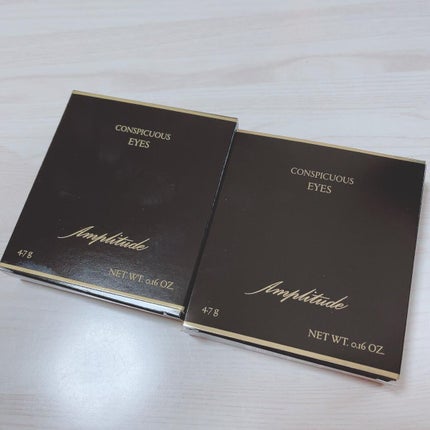 CONSPICUOUS
EYES
Amplitude
4.7 g
NET WT. 0.16 OZ.
CONSPICUOUS
EYES
Amplitude
4.7 g
NET WT. 0.16 OZ.